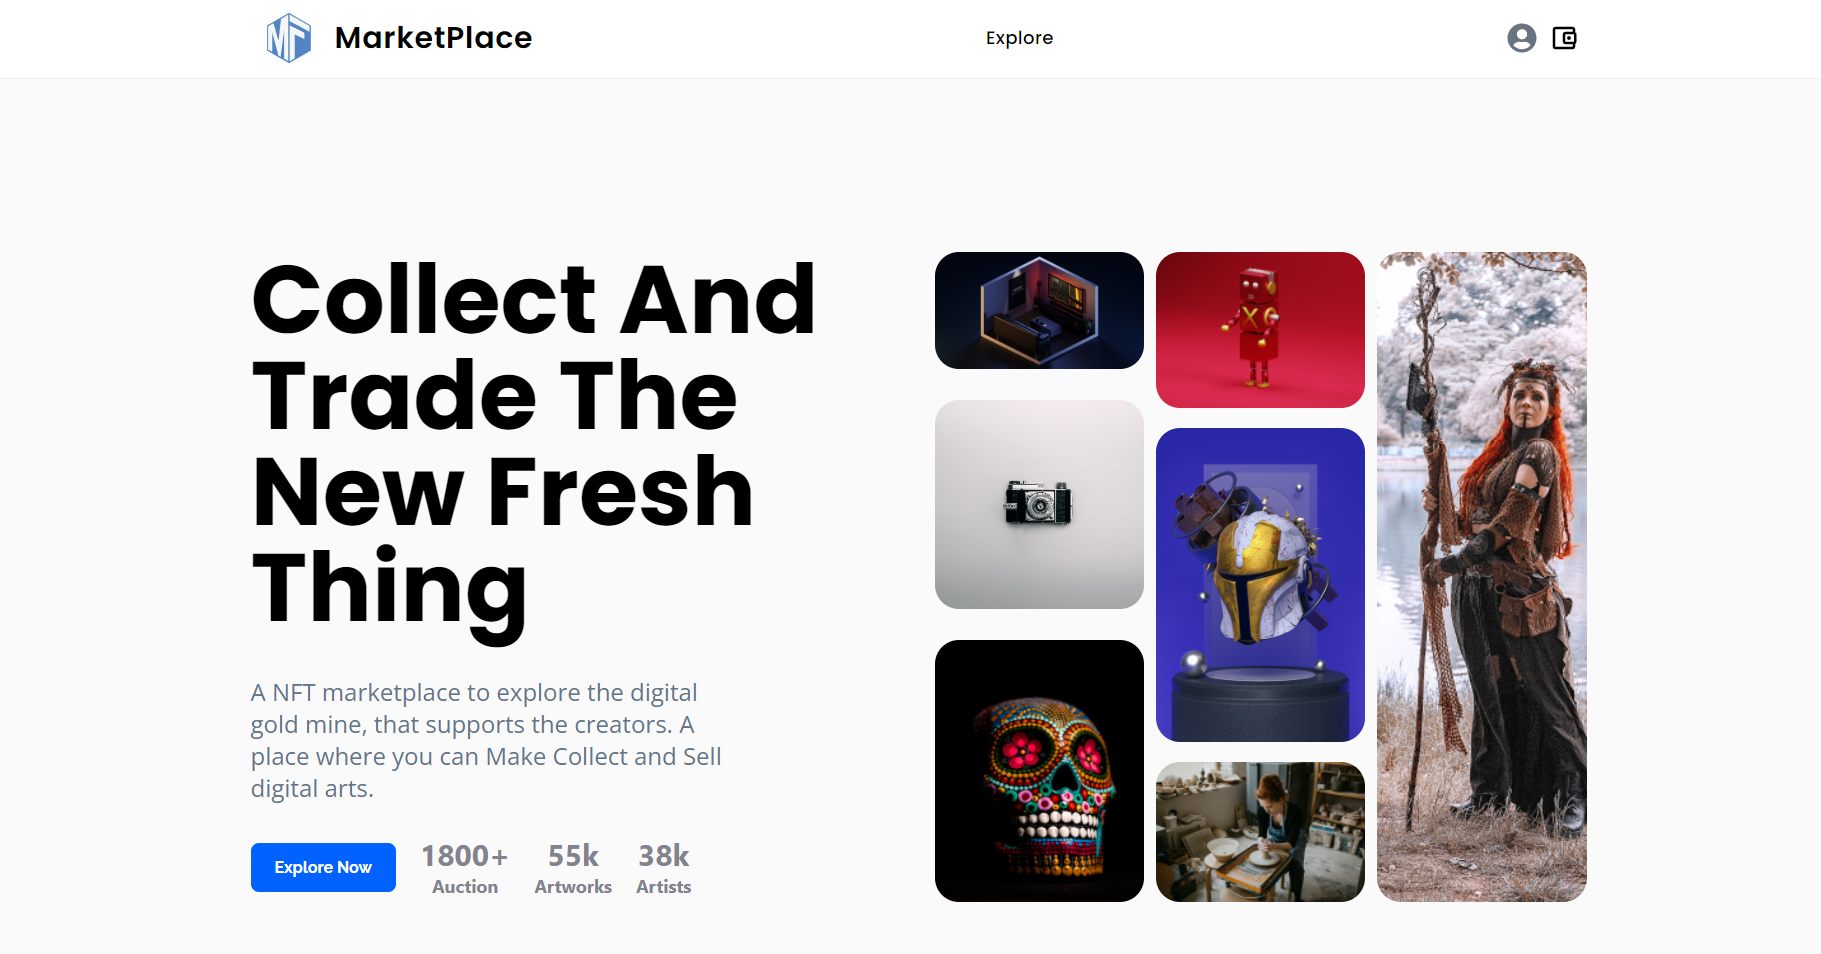 MF MarketPlace
Explore
Collect And
Trade The
New Fresh
Thing
A NFT marketplace to explore the digital
gold mine, that supports the creators. A
place where you can Make Collect and Sell
digital arts.
Explore Now
1800+
Auction
55k
Artworks
38k
Artists